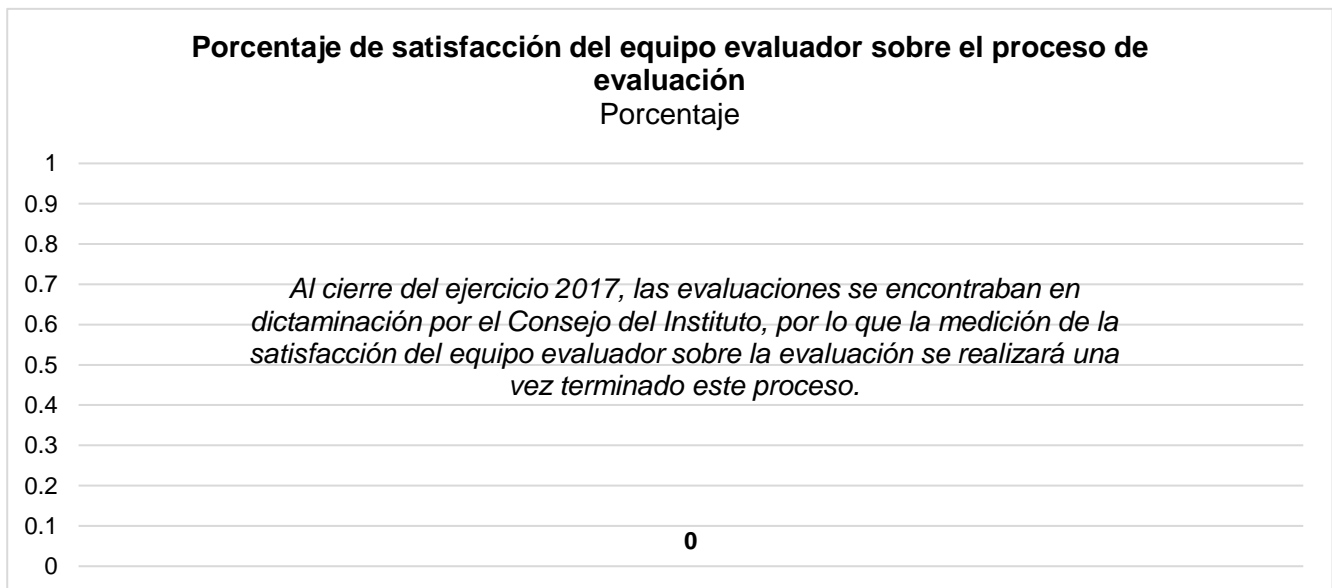 Porcentaje de satisfacción del equipo evaluador sobre el proceso de
evaluación
Porcentaje
1
0.9
0.8
0.7
0.6
0.5
0.4
0.3
0.2
0.1
0
Al cierre del ejercicio 2017, las evaluaciones se encontraban en
dictaminación por el Consejo del Instituto, por lo que la medición de la
satisfacción del equipo evaluador sobre la evaluación se realizará una
vez terminado este proceso.
0